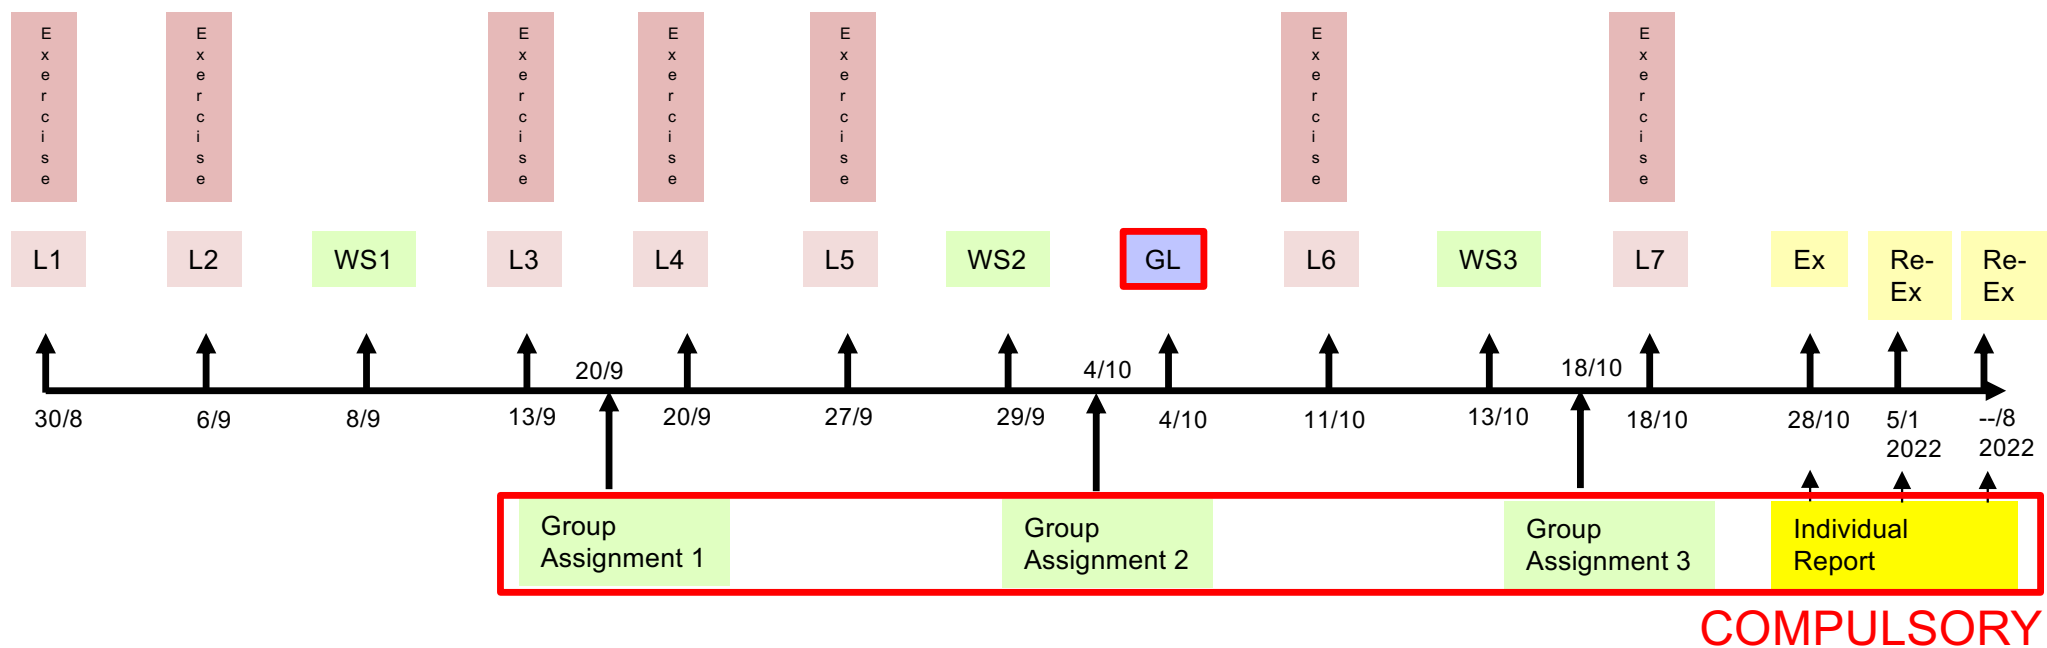 Exercise
Exercise
Exercise
Exercise
Exercise
Exercise
Exercise
L1
L2
WS1
L3
L4
L5
WS2
GL
L6
WS3
L7
Ex
Re-
Ex
Re-
Ex
20/9
4/10
18/10
30/8
6/9
8/9
13/9
20/9
27/9
29/9
4/10
11/10
13/10
18/10
28/10
5/1
2022
--/8
2022
Group
Assignment 1
Group
Assignment 2
Group
Assignment 3
Individual
Report
COMPULSORY